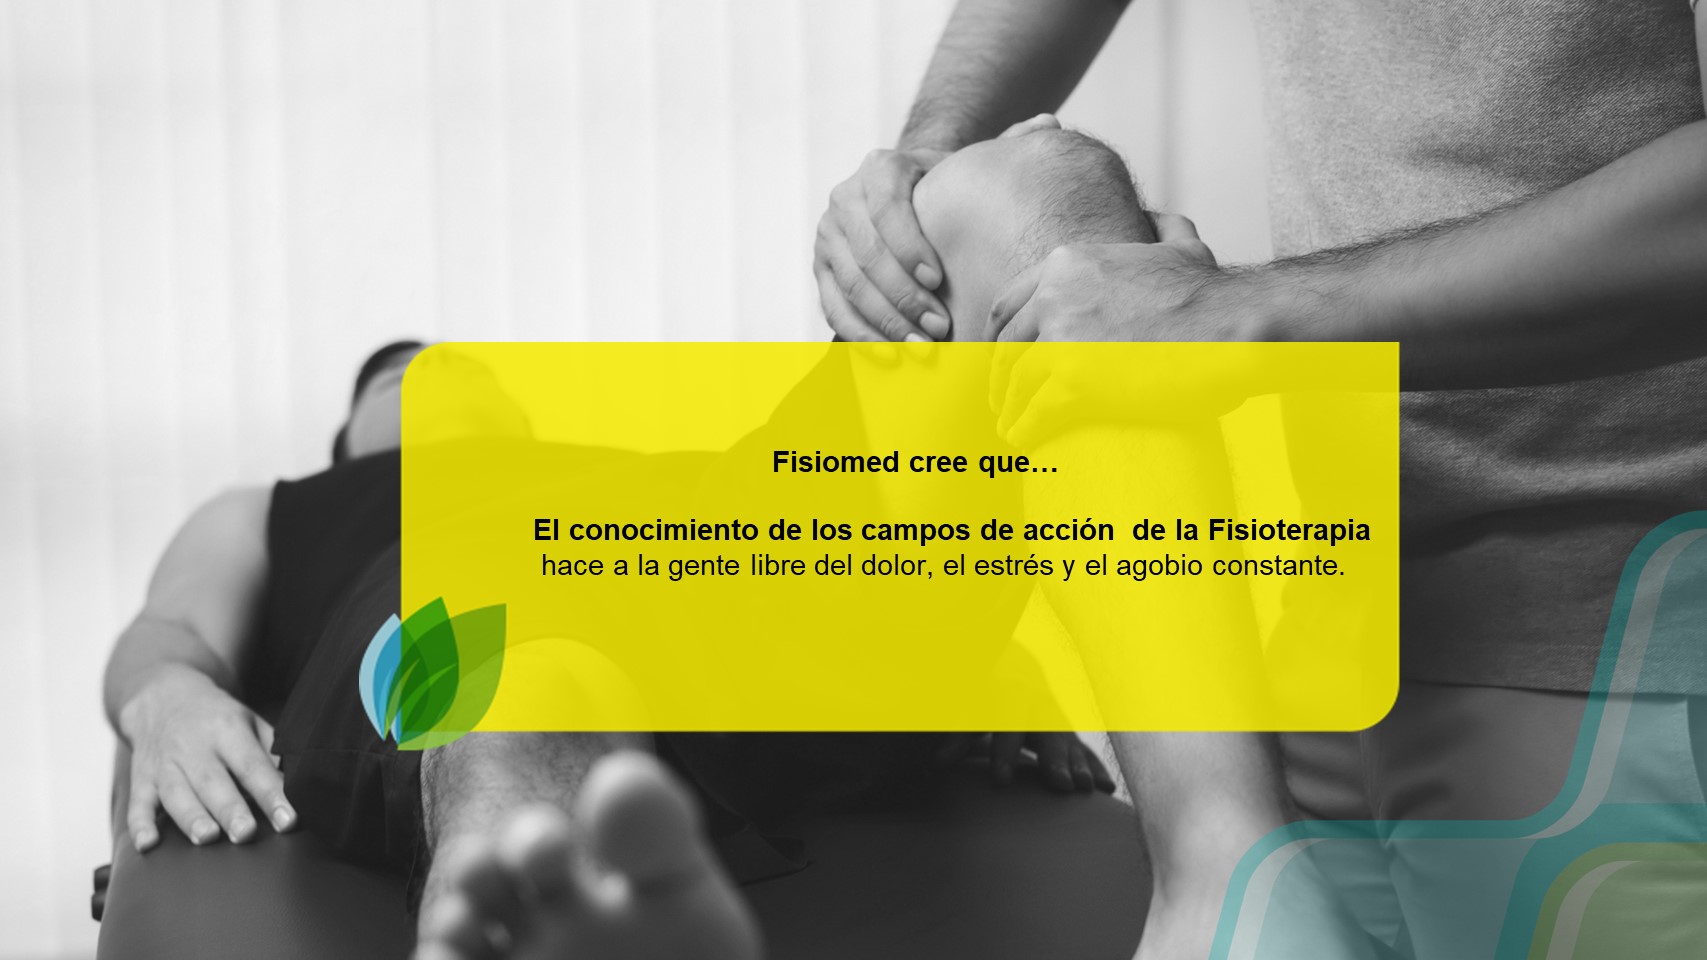 Fisiomed cree que…
El conocimiento de los campos de acción  de la Fisioterapia
hace a la gente libre del dolor, el estrés y el agobio constante.